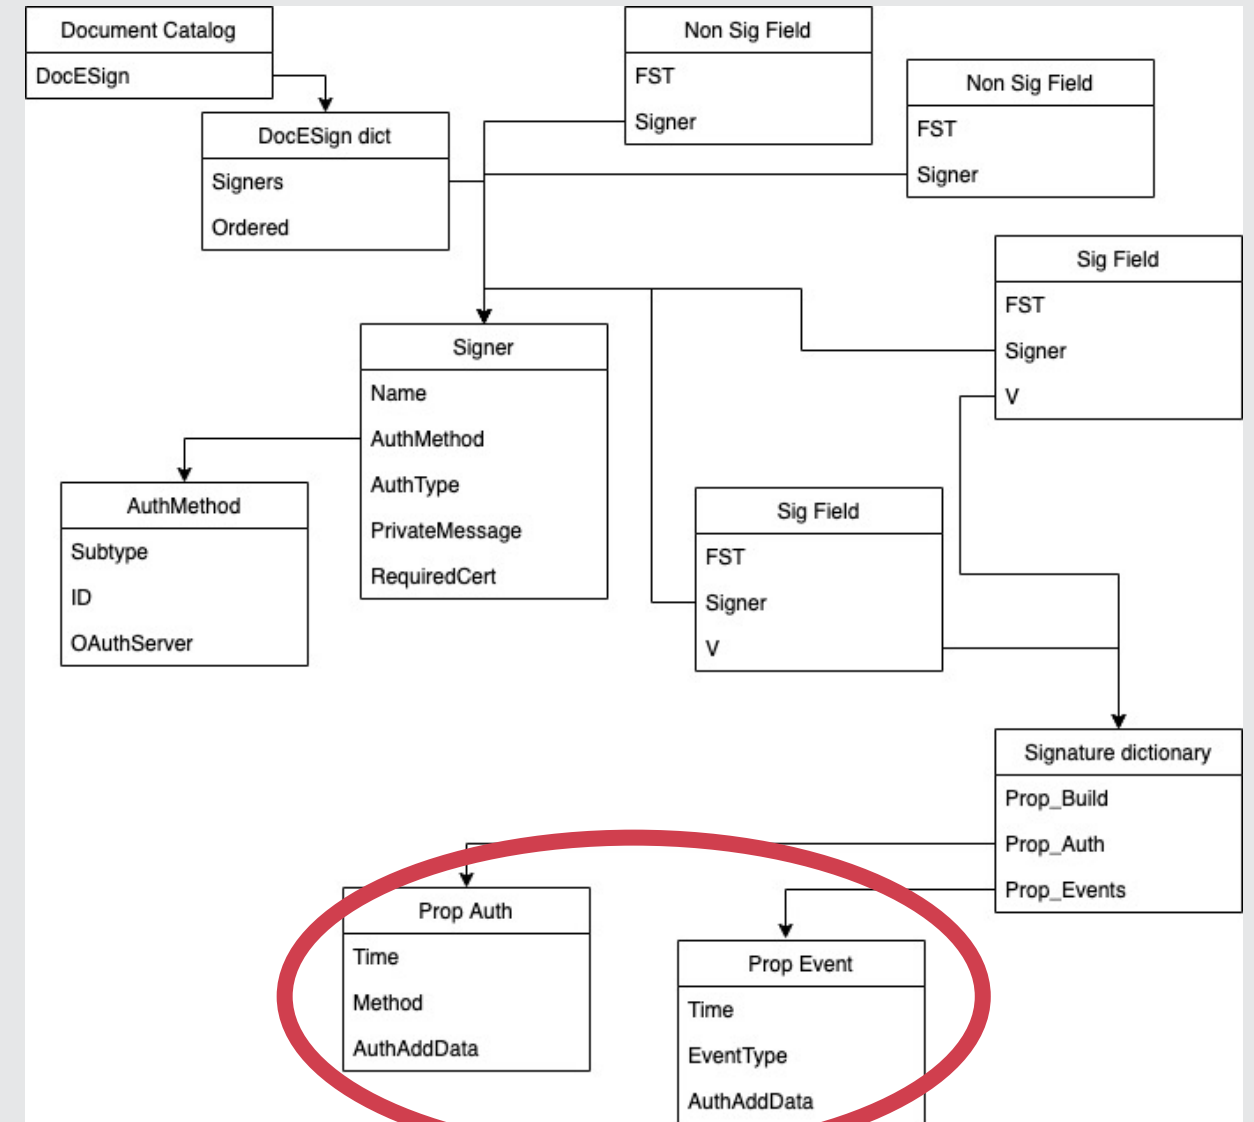 Document Catalog
DocESign
DocESign dict
Signers
Ordered
Non Sig Field
FST
Signer
Non Sig Field
FST
Signer
Sig Field
FST
Signer
V
Signer
Name
AuthMethod
AuthType
PrivateMessage
RequiredCert
AuthMethod
Subtype
ID
OAuthServer
Sig Field
FST
Signer
V
Signature dictionary
Prop_Build
Prop_Auth
Prop_Events
Prop Auth
Time
Method
AuthAddData
Prop Event
Time
EventType
AuthAddData